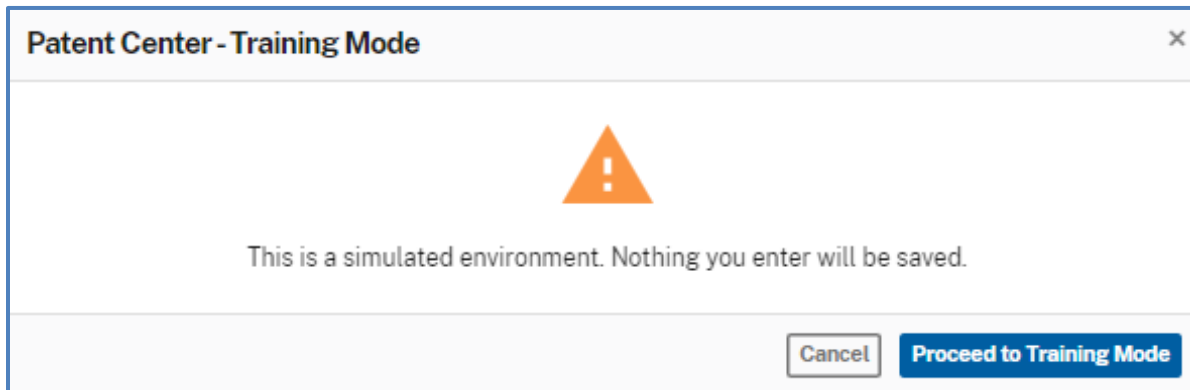 Patent Center - Training Mode
This is a simulated environment. Nothing you enter will be saved.
Cancel
Proceed to Training Mode